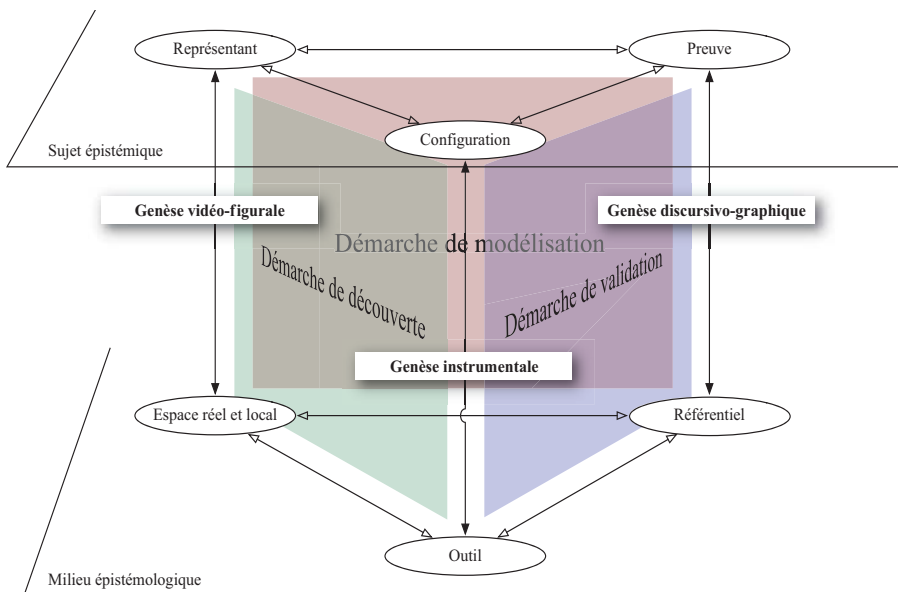 Représentant
Preuve
Configuration
Sujet épistémique
Genèse vidéo-figurale
Genèse discursivo-graphique
Démarche de modélisation
Démarche de découverte
Démarche de validation
Genèse instrumentale
Espace réel et local
Référentiel
Outil
Milieu épistémologique